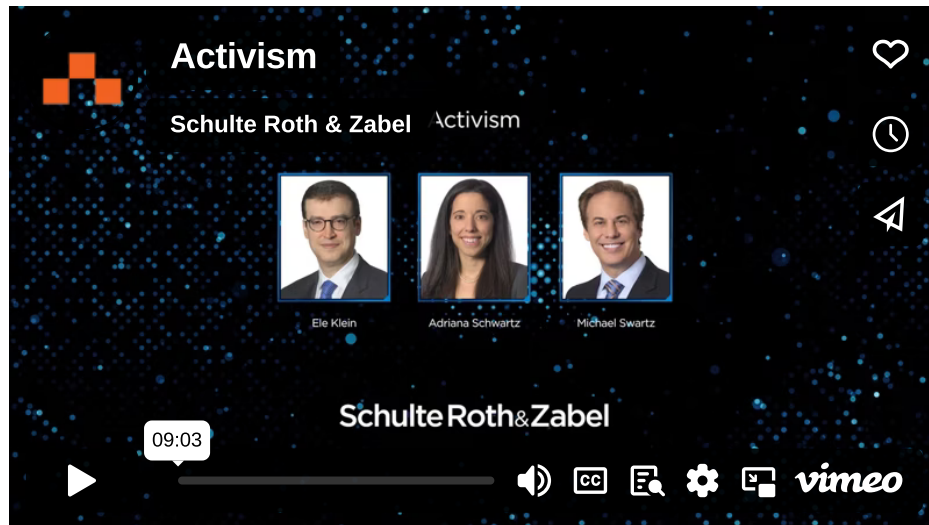 Activism
Schulte Roth & Zabel
Activism
Ele Klein
Adriana Schwartz
Michael Swartz
Schulte Roth & Zabel
09:03
CC
vimeo